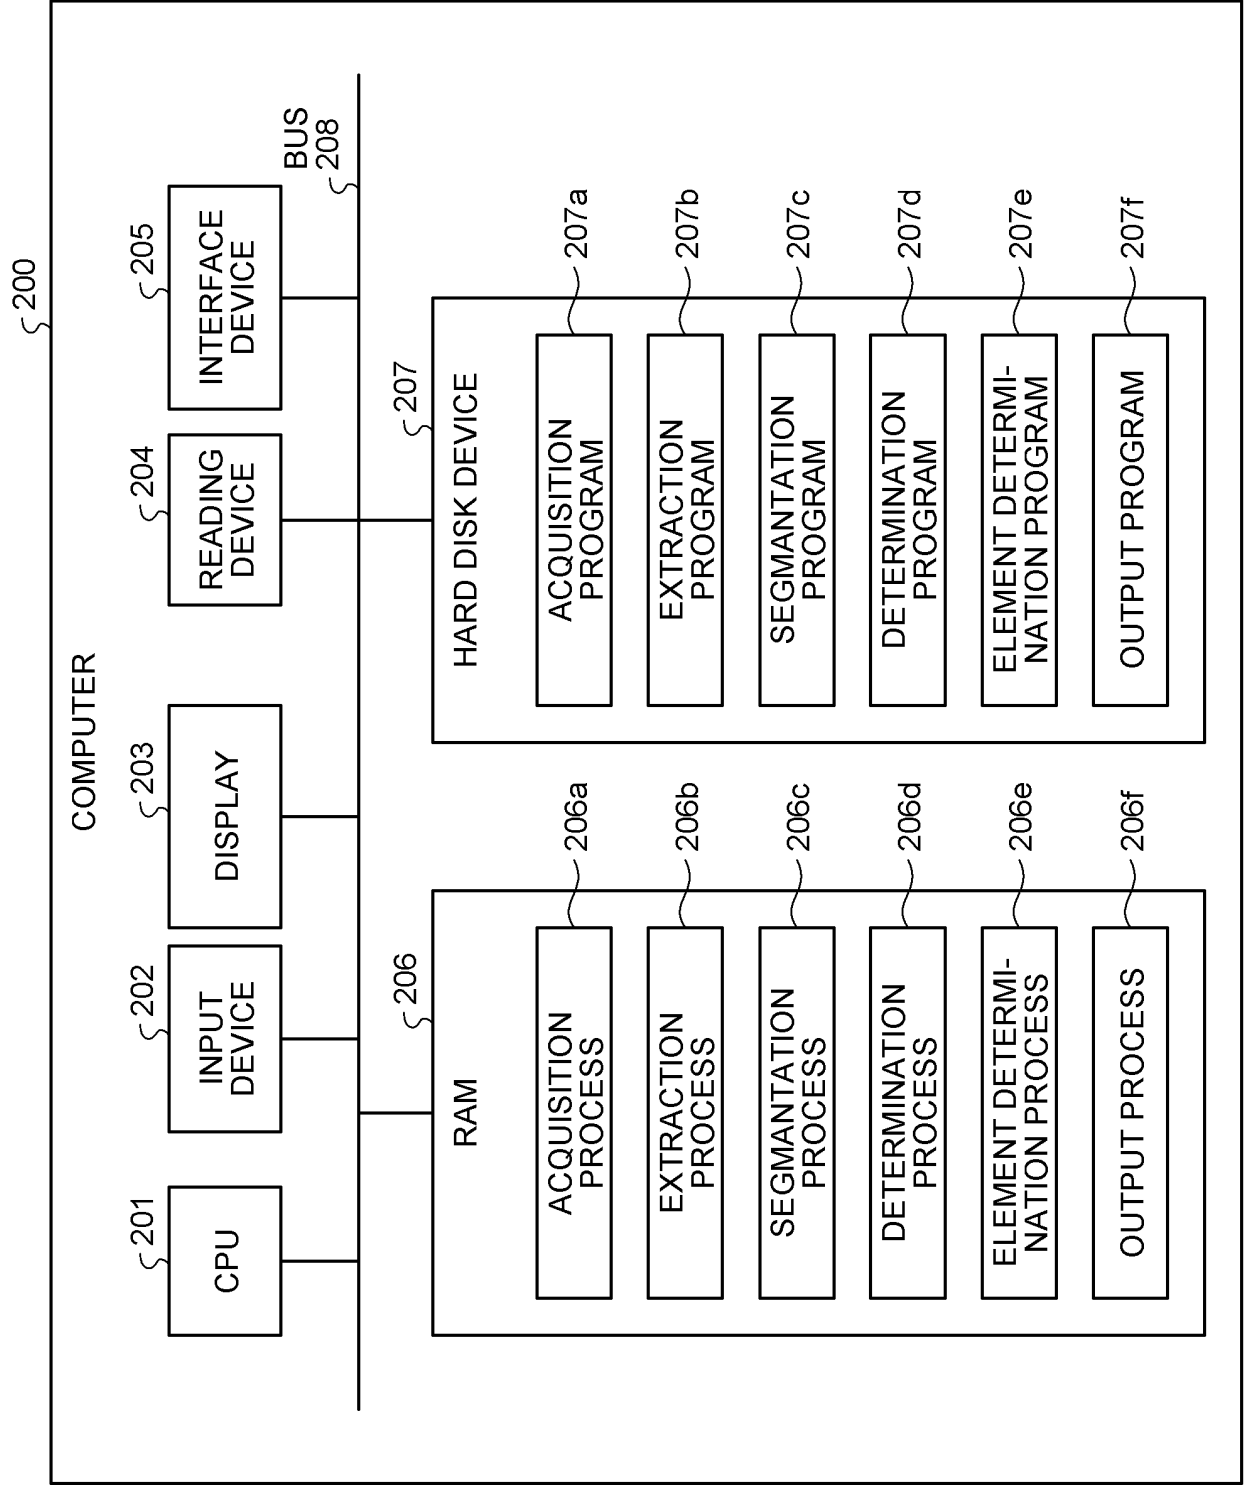 200
COMPUTER
201
CPU
202
INPUT
DEVICE
203
DISPLAY
204
READING
DEVICE
205
INTERFACE
DEVICE
BUS
208
206
RAM
ACQUISITION
PROCESS
206a
EXTRACTION
PROCESS
206b
SEGMANTATION
PROCESS
206c
DETERMINATION
PROCESS
206d
ELEMENT DETERMI-
NATION PROCESS
206e
OUTPUT PROCESS
206f
207
HARD DISK DEVICE
ACQUISITION
PROGRAM
207a
EXTRACTION
PROGRAM
207b
SEGMANTATION
PROGRAM
207c
DETERMINATION
PROGRAM
207d
ELEMENT DETERMI-
NATION PROGRAM
207e
OUTPUT PROGRAM
207f